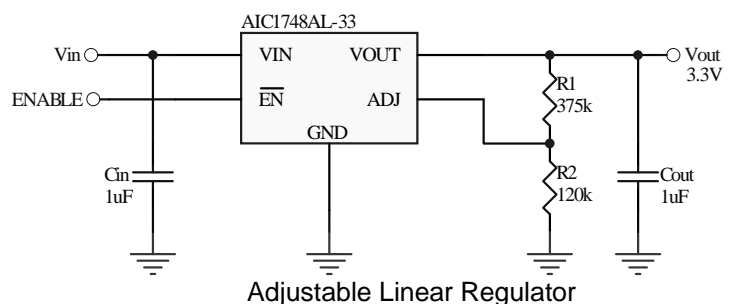 AIC1748AL-33
Vin
VIN
VOUT
Vout
3.3V
R1
375k
ENABLE
EN
ADJ
GND
Cin
1uF
R2
120k
Cout
1uF
Adjustable Linear Regulator